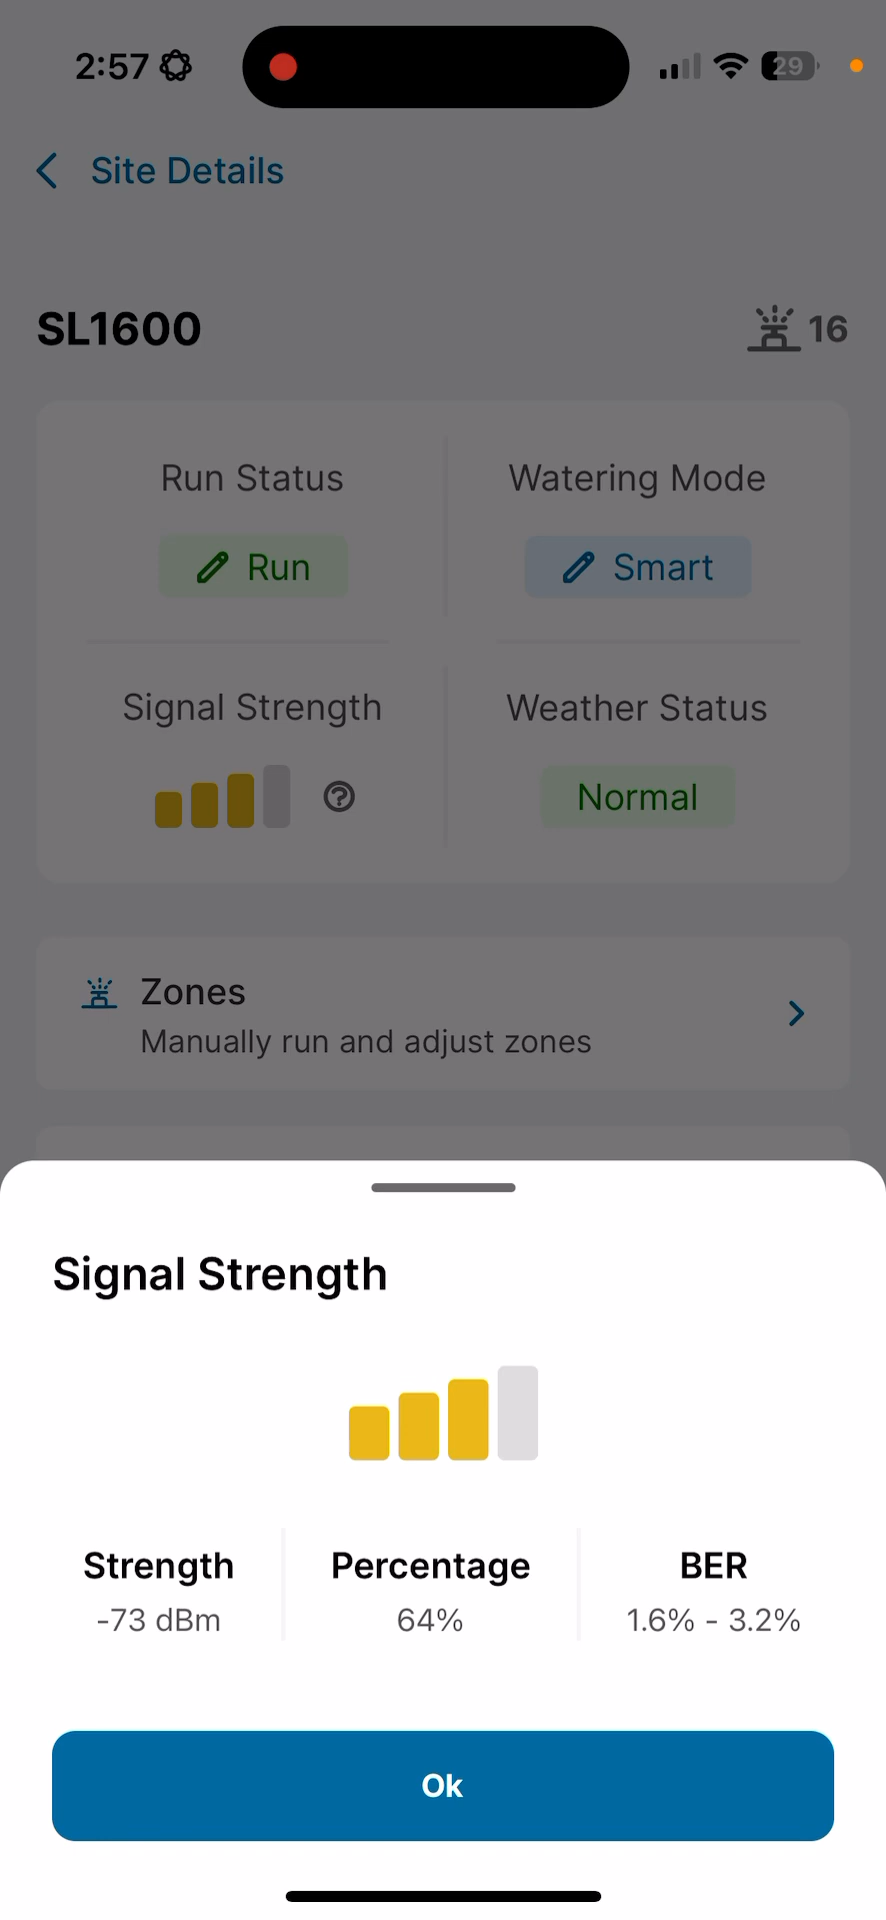 2:57
29
Site Details
SL1600
16
Run Status
Watering Mode
Run
Smart
Signal Strength
Weather Status
Normal
Zones
Manually run and adjust zones
Signal Strength
Strength
Percentage
BER
-73 dBm
64%
1.6% - 3.2%
Ok